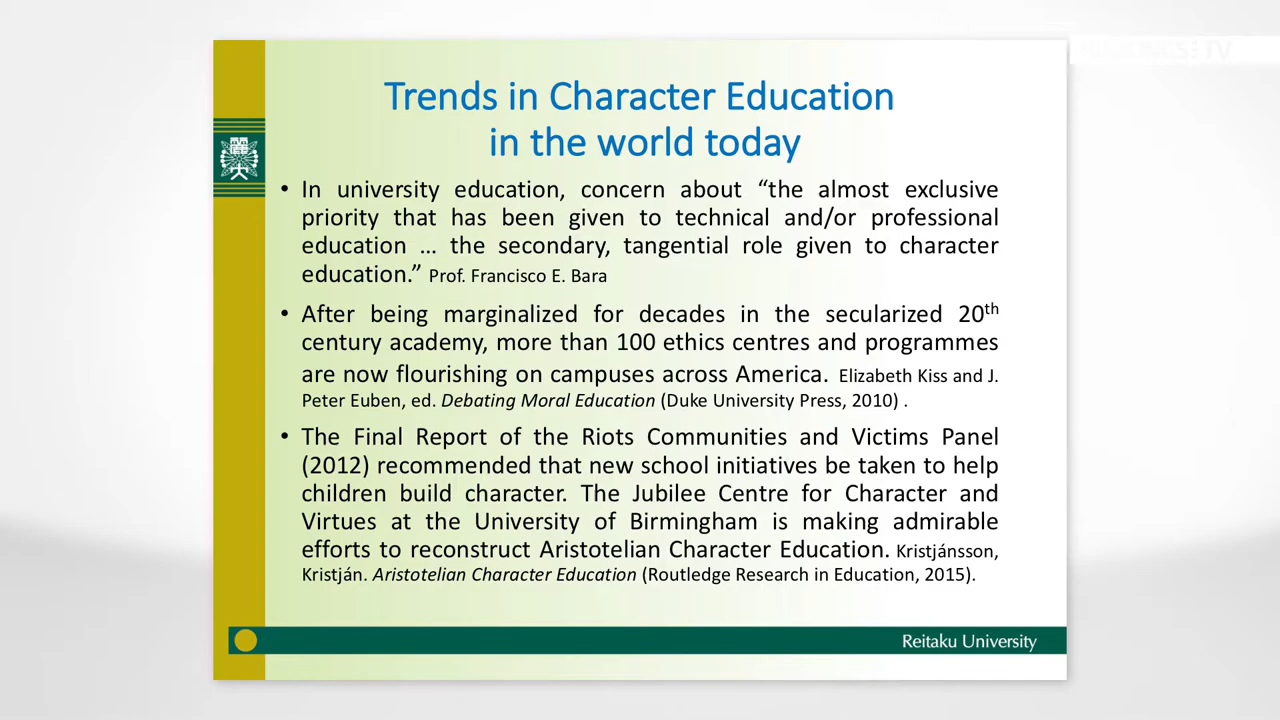 Trends in Character Education
in the world today
• In university education, concern about “the almost exclusive
priority that has been given to technical and/or professional
education … the secondary, tangential role given to character
education.” Prof. Francisco E. Bara
• After being marginalized for decades in the secularized 20th
century academy, more than 100 ethics centres and programmes
are now flourishing on campuses across America. Elizabeth Kiss and J.
Peter Euben, ed. Debating Moral Education (Duke University Press, 2010) .
• The Final Report of the Riots Communities and Victims Panel
(2012) recommended that new school initiatives be taken to help
children build character. The Jubilee Centre for Character and
Virtues at the University of Birmingham is making admirable
efforts to reconstruct Aristotelian Character Education. Kristjánsson,
Kristján. Aristotelian Character Education (Routledge Research in Education, 2015).
Reitaku University